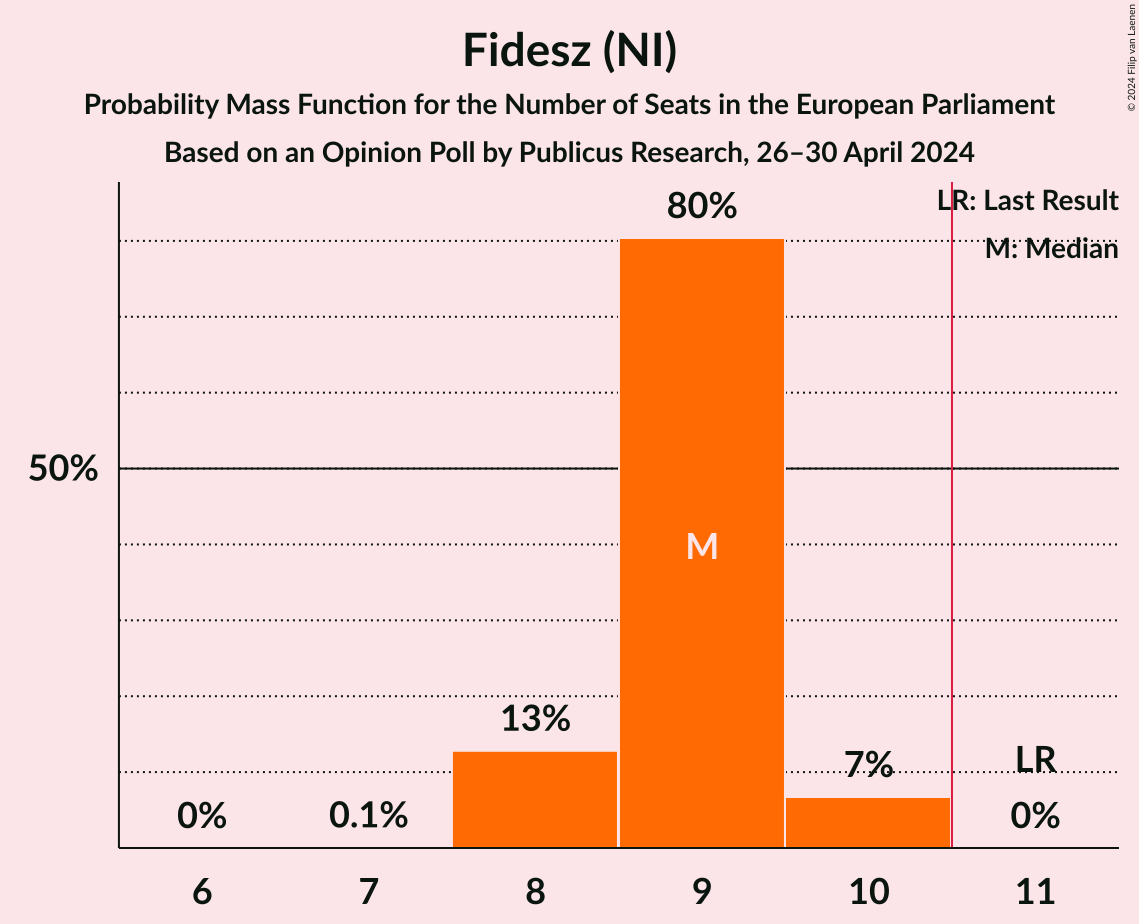 Fidesz (NI)
Probability Mass Function for the Number of Seats in the European Parliament
Based on an Opinion Poll by Publicus Research, 26–30 April 2024
© 2024 Filip van Laenen
LR: Last Result
M: Median
80%
50%
M
13%
7%
LR
0%
0.1%
0%
6 7 8 9 10 11